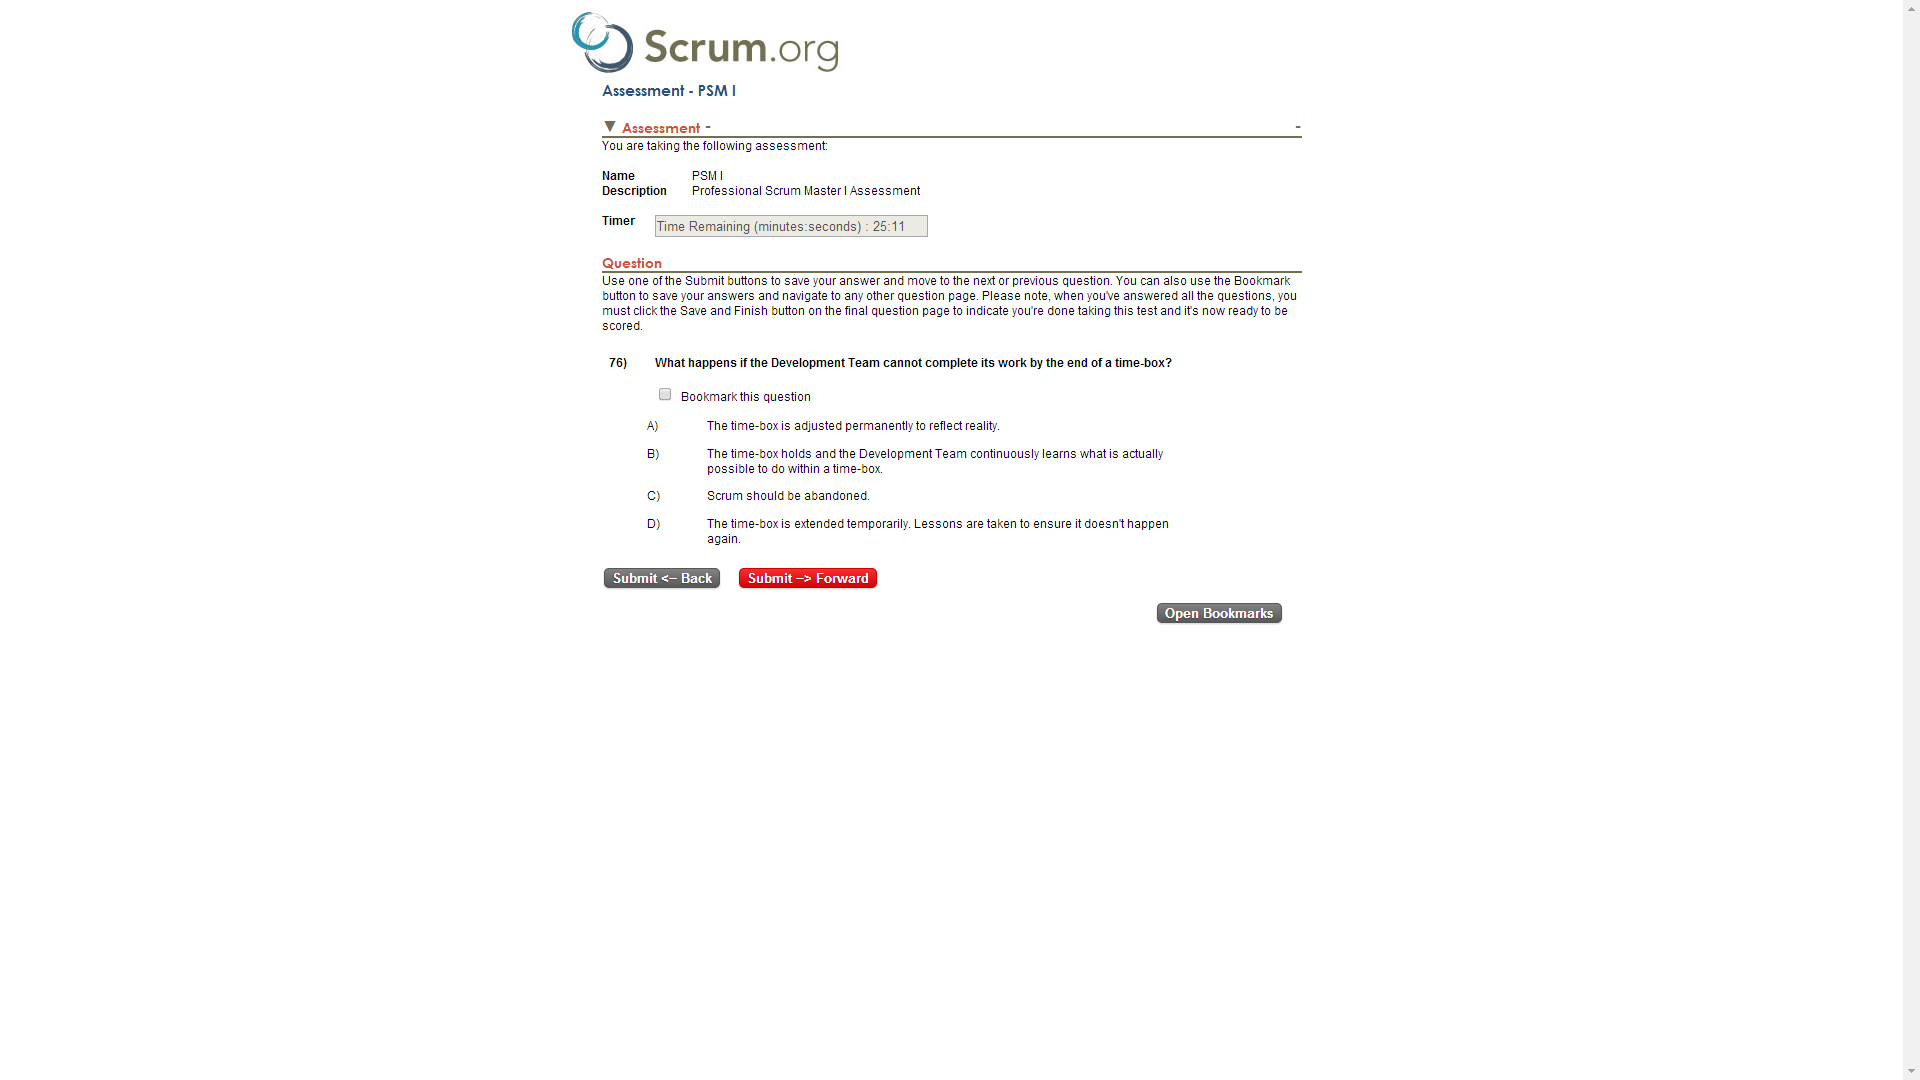 Scrum.org
Assessment - PSM I
▼ Assessment - -
You are taking the following assessment:
Name PSM I
Description Professional Scrum Master I Assessment
Timer Time Remaining (minutes:seconds) : 25:11
Question
Use one of the Submit buttons to save your answer and move to the next or previous question. You can also use the Bookmark
button to save your answers and navigate to any other question page. Please note, when you've answered all the questions, you
must click the Save and Finish button on the final question page to indicate you're done taking this test and it's now ready to be
scored.
76) What happens if the Development Team cannot complete its work by the end of a time-box?
Bookmark this question
A) The time-box is adjusted permanently to reflect reality.
B) The time-box holds and the Development Team continuously learns what is actually
possible to do within a time-box.
C) Scrum should be abandoned.
D) The time-box is extended temporarily. Lessons are taken to ensure it doesn't happen
again.
Submit <-- Back Submit --> Forward
Open Bookmarks